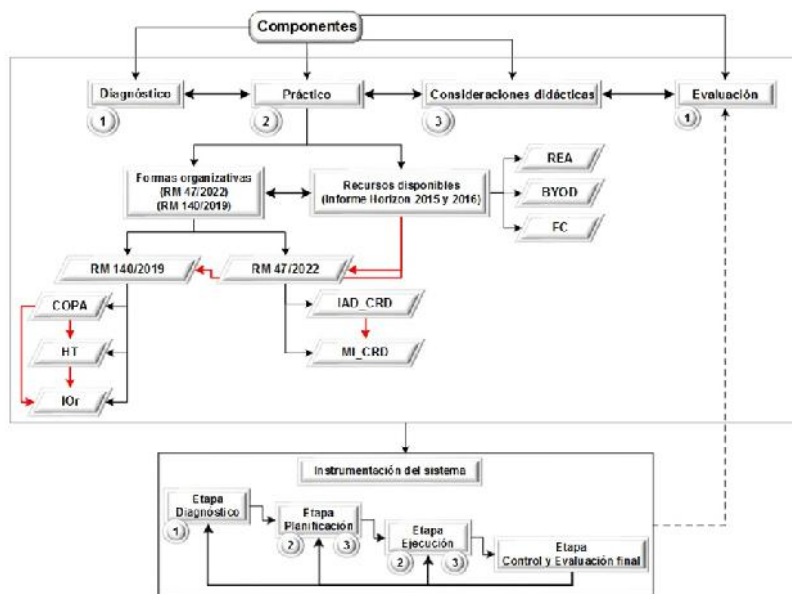 Componentes
Diagnóstico
Práctico
Consideraciones didácticas
Evaluación
1
2
3
1
Formas organizativas
(RM 47/2022)
(RM 140/2019)
Recursos disponibles
(Informe Horizon 2015 y 2016)
REA
BYOD
FC
RM 140/2019
RM 47/2022
COPA
IAD_CRD
HT
MI_CRD
IOr
Instrumentación del sistema
Etapa
Diagnóstico
1
Etapa
Planificación
2
3
Etapa
Ejecución
2
3
Etapa
Control y Evaluación final